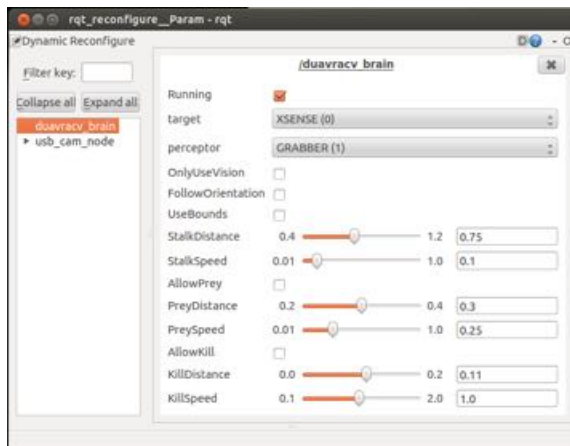 rqt_reconfigure__Param - rqt
Dynamic Reconfigure D - O
Filter key:
Collapse all Expand all
duavracv_brain
usb_cam_node
/duavracv_brain
Running
target XSENSE (0)
perceptor GRABBER (1)
OnlyUseVision
FollowOrientation
UseBounds
StalkDistance 0.4 1.2 0.75
StalkSpeed 0.01 1.0 0.1
AllowPrey
PreyDistance 0.2 0.4 0.3
PreySpeed 0.01 1.0 0.25
AllowKill
KillDistance 0.0 0.2 0.11
KillSpeed 0.1 2.0 1.0